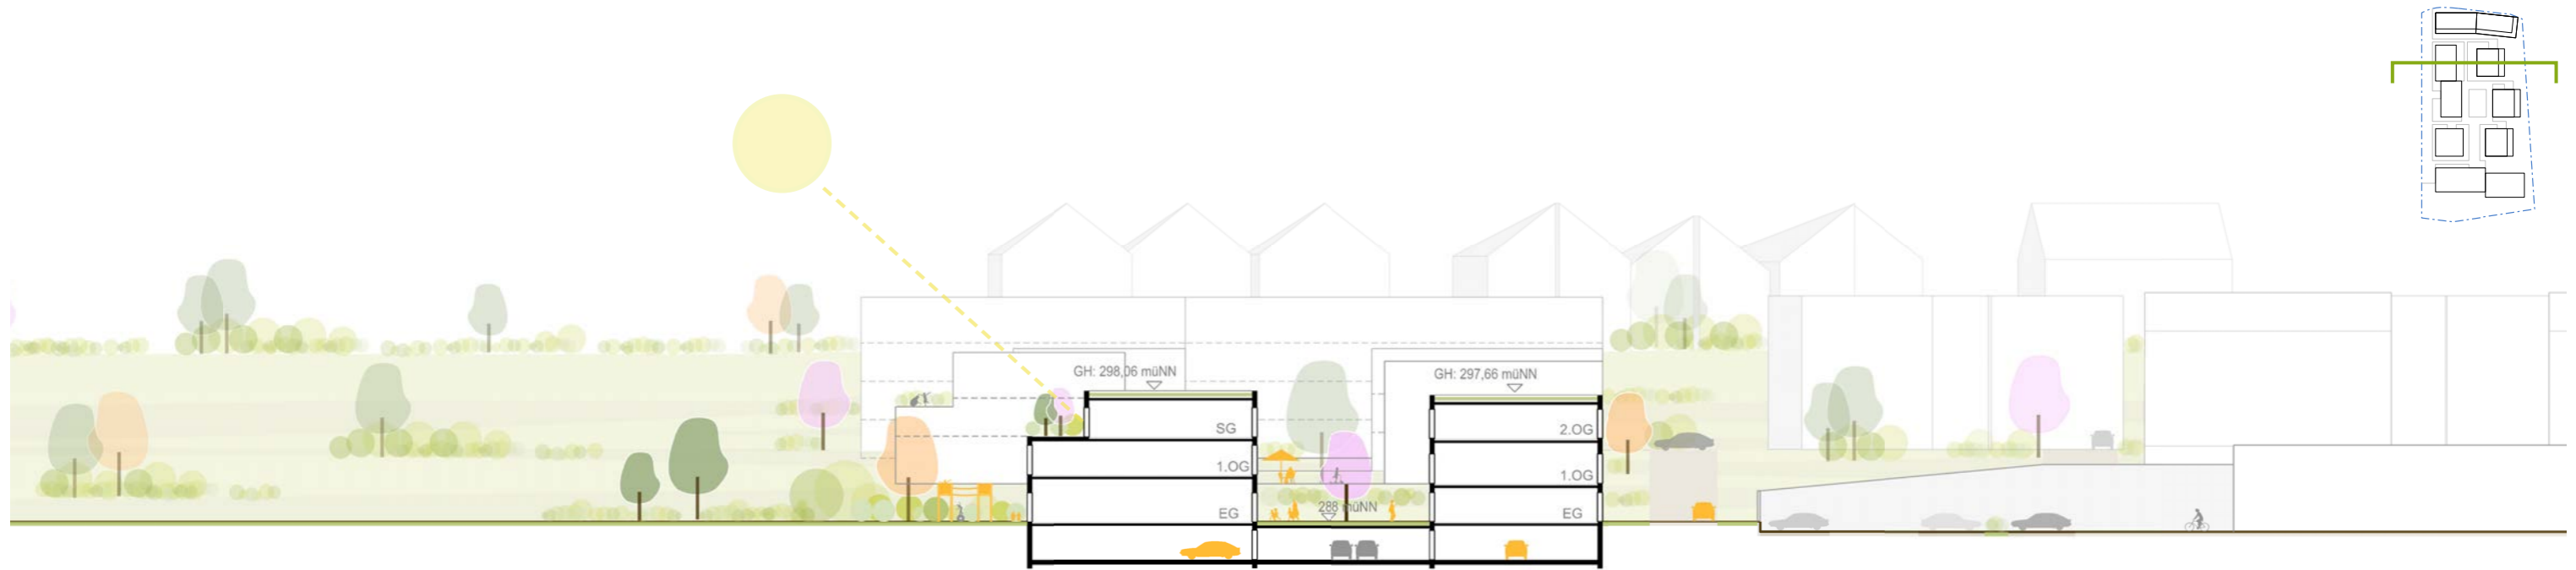 GH: 298,06 müNN
GH: 297,66 müNN
SG
2.OG
1.OG
1.OG
288 müNN
EG
EG